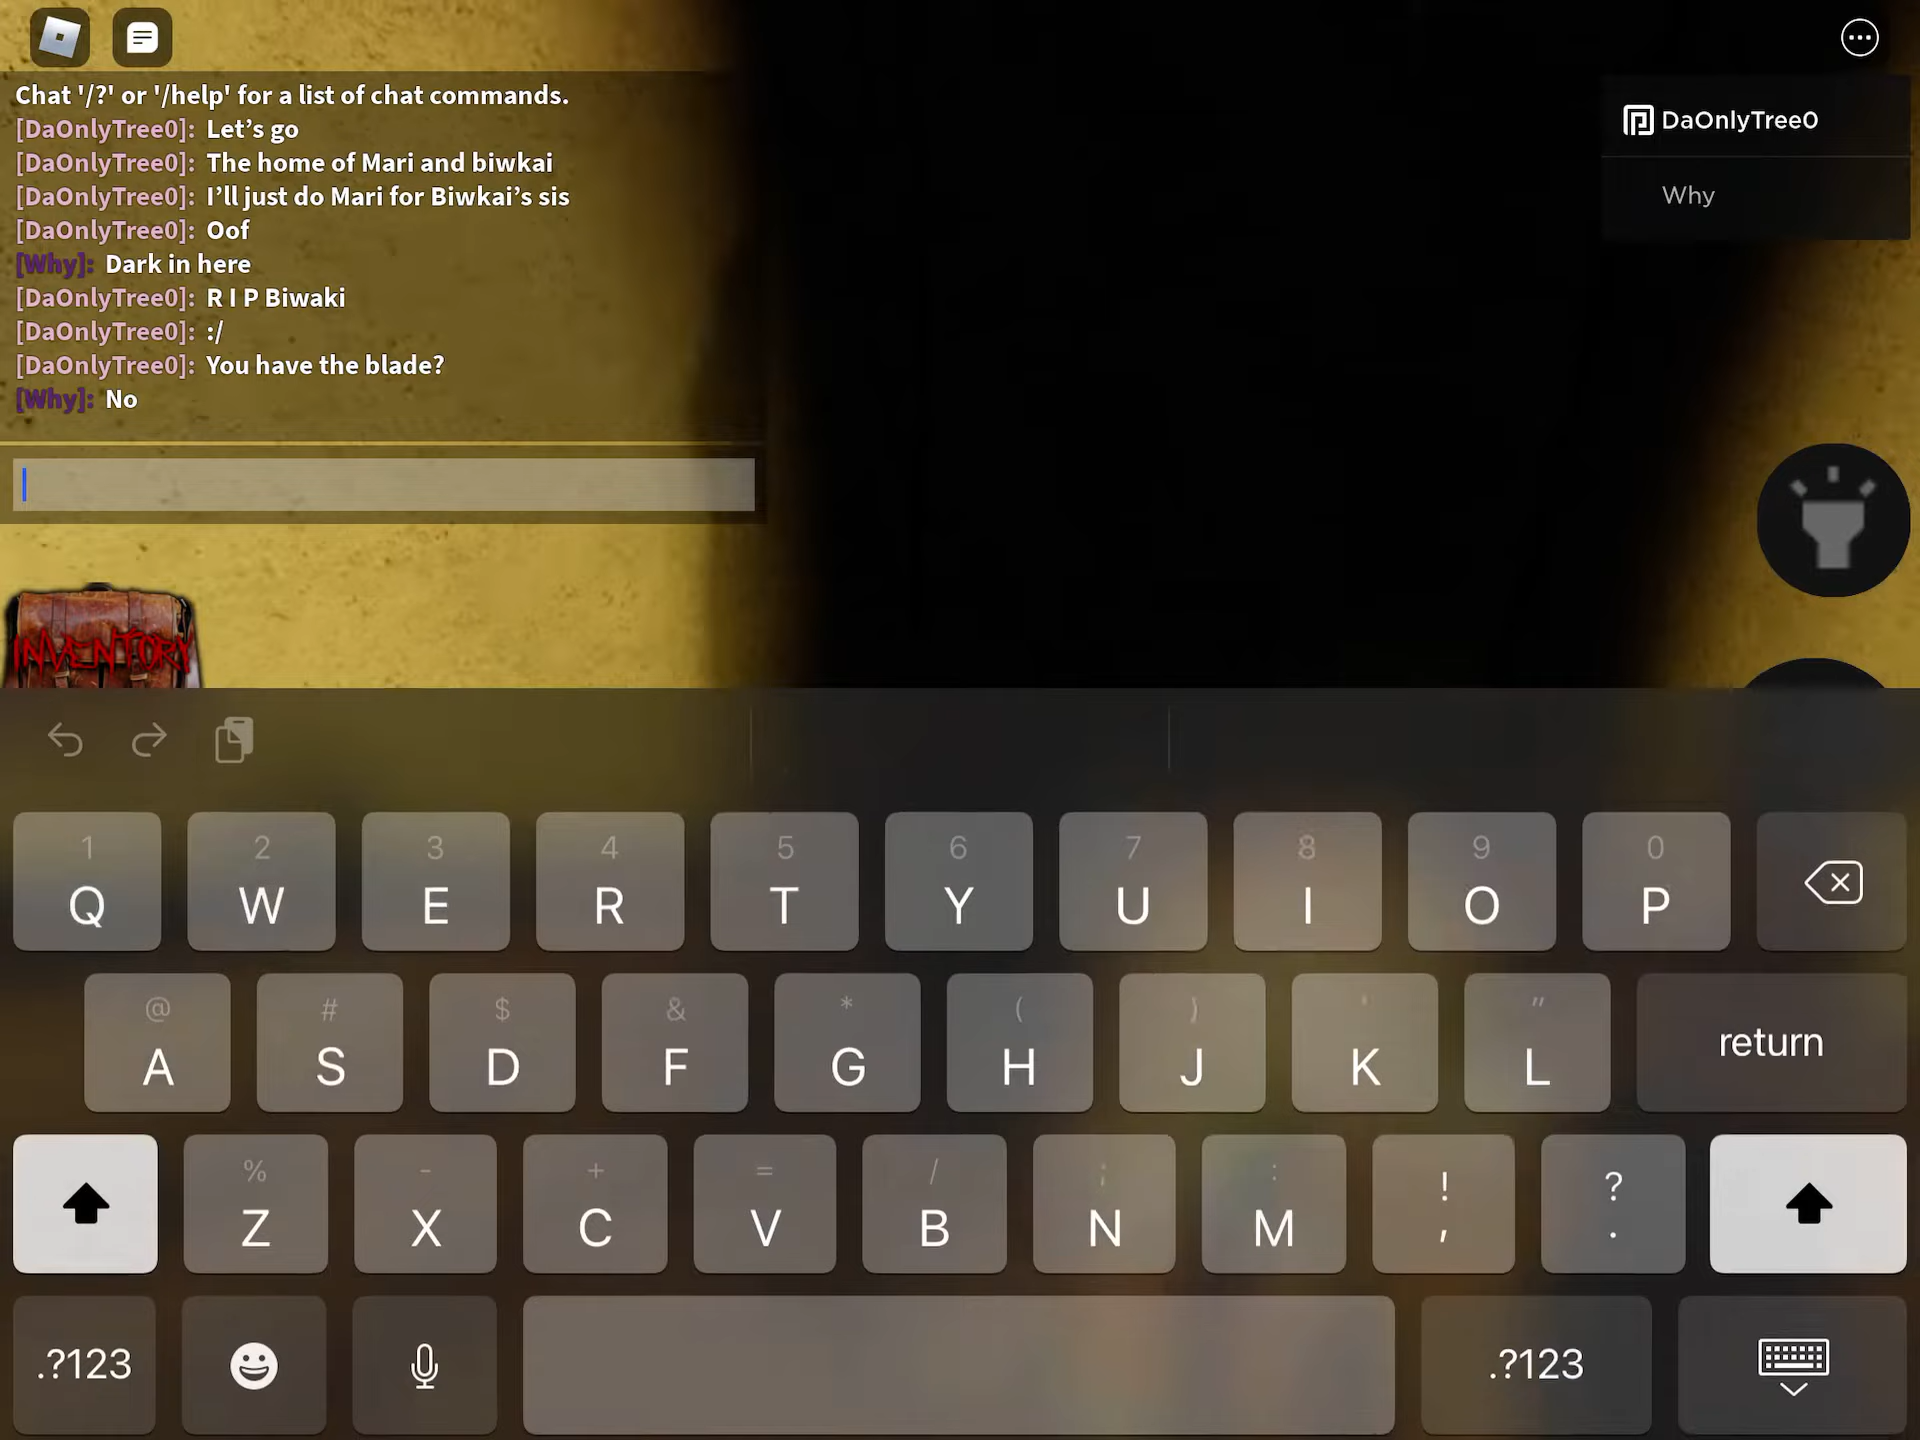 Chat '/?' or '/help' for a list of chat commands.
[DaOnlyTree0]: Let’s go
[DaOnlyTree0]: The home of Mari and biwkai
[DaOnlyTree0]: I’ll just do Mari for Biwkai’s sis
[DaOnlyTree0]: Oof
[Why]: Dark in here
[DaOnlyTree0]: R I P Biwaki
[DaOnlyTree0]: :/
[DaOnlyTree0]: You have the blade?
[Why]: No
DaOnlyTree0
Why
INVENTORY
1 2 3 4 5 6 7 8 9 0
Q W E R T Y U I O P
@ # $ & * ( ) ' "
A S D F G H J K L return
% - + = / ; : ! ?
Z X C V B N M , .
.?123 .?123